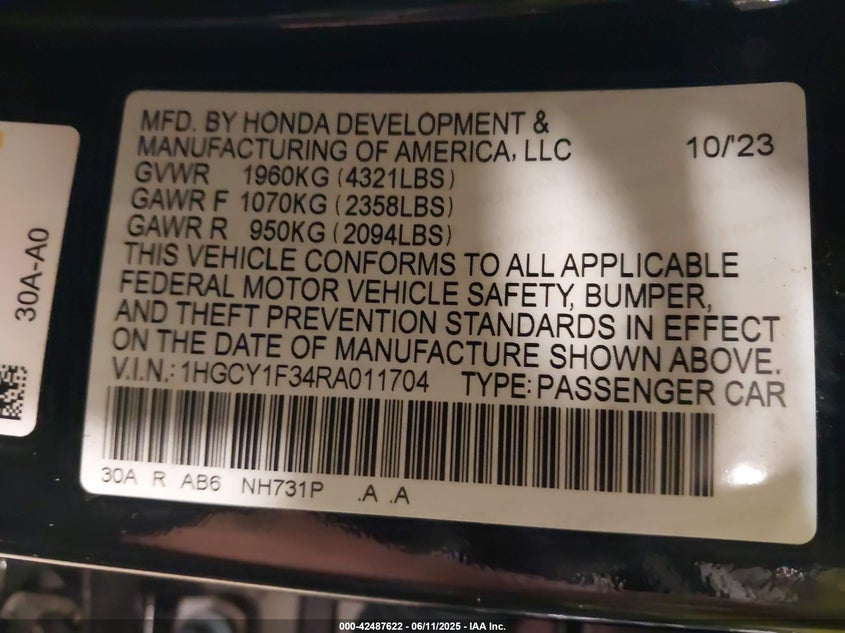 MFD. BY HONDA DEVELOPMENT &
MANUFACTURING OF AMERICA, LLC 10/'23
GVWR 1960KG (4321LBS)
GAWR F 1070KG (2358LBS)
GAWR R 950KG (2094LBS)
THIS VEHICLE CONFORMS TO ALL APPLICABLE
FEDERAL MOTOR VEHICLE SAFETY, BUMPER,
AND THEFT PREVENTION STANDARDS IN EFFECT
ON THE DATE OF MANUFACTURE SHOWN ABOVE.
V.I.N.: 1HGCY1F34RA011704 TYPE: PASSENGER CAR
30A R AB6 NH731P .A .A
30A-A0
000-42487622 - 06/11/2025 - IAA Inc.